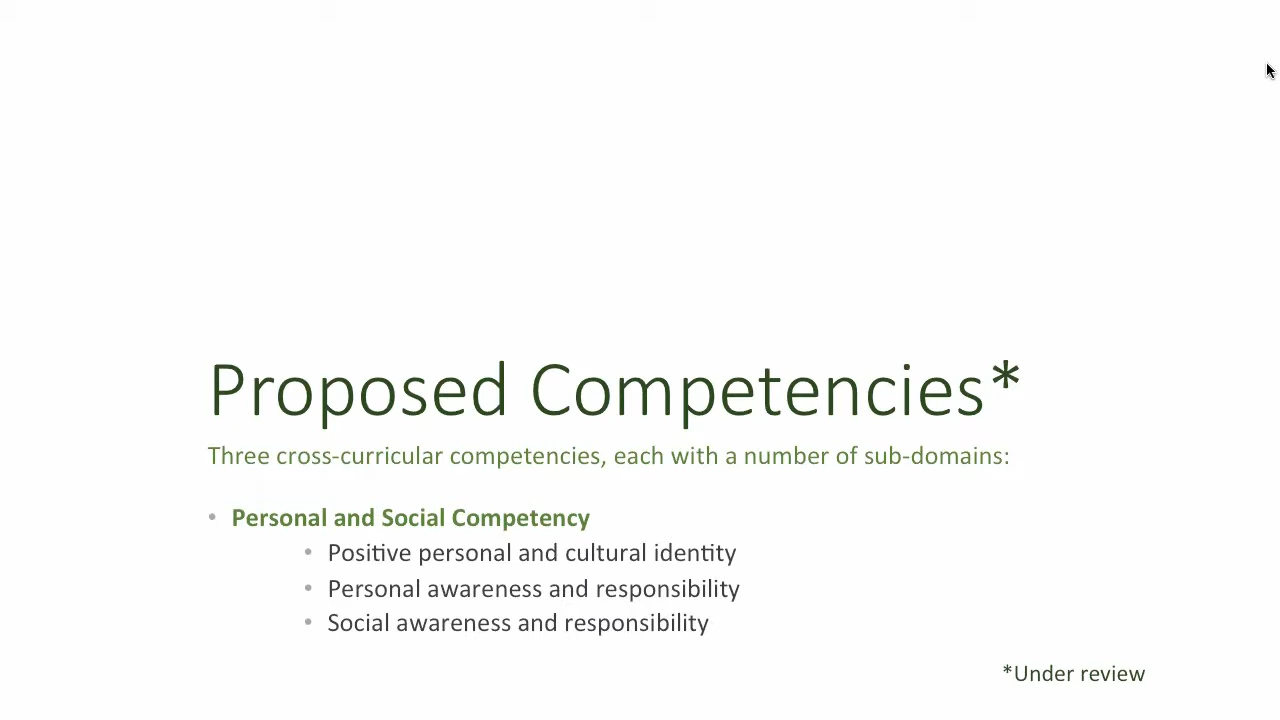 Proposed Competencies*
Three cross-curricular competencies, each with a number of sub-domains:
• Personal and Social Competency
• Positive personal and cultural identity
• Personal awareness and responsibility
• Social awareness and responsibility
*Under review